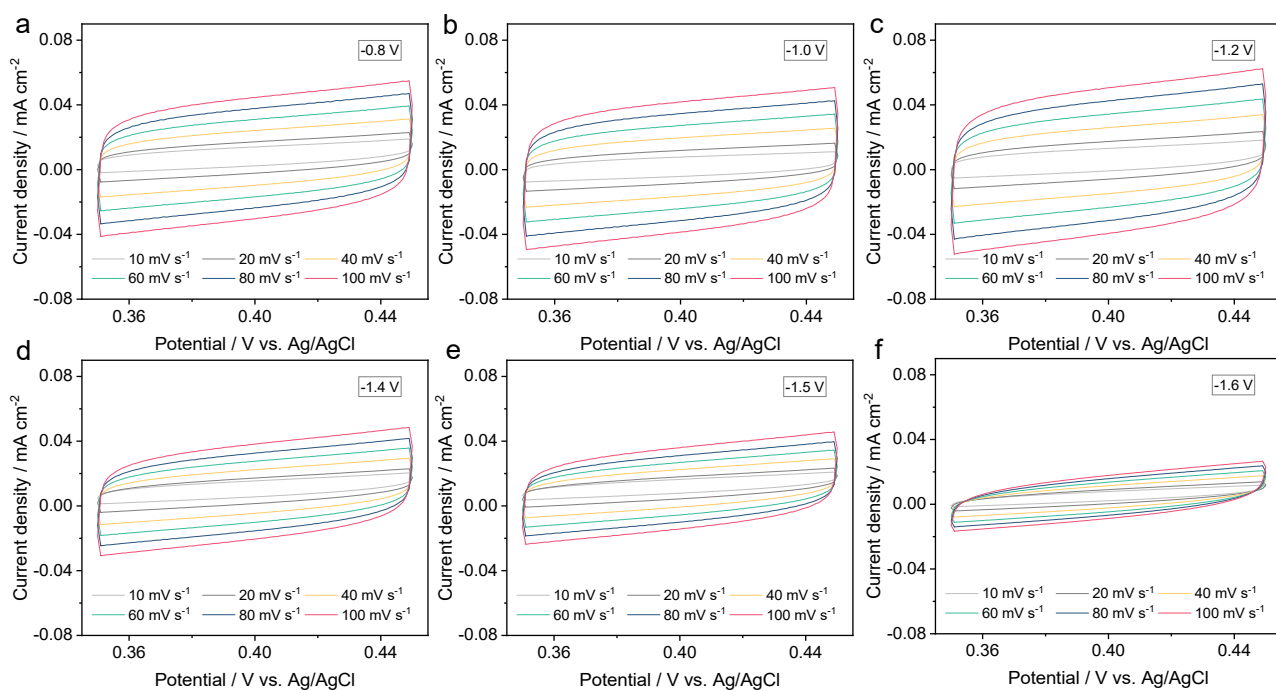 a
-0.8 V
0.08
0.04
0.00
-0.04
-0.08
Current density / mA cm⁻²
10 mV s⁻¹ 20 mV s⁻¹ 40 mV s⁻¹
60 mV s⁻¹ 80 mV s⁻¹ 100 mV s⁻¹
0.36 0.40 0.44
Potential / V vs. Ag/AgCl
b
-1.0 V
0.08
0.04
0.00
-0.04
-0.08
Current density / mA cm⁻²
10 mV s⁻¹ 20 mV s⁻¹ 40 mV s⁻¹
60 mV s⁻¹ 80 mV s⁻¹ 100 mV s⁻¹
0.36 0.40 0.44
Potential / V vs. Ag/AgCl
c
-1.2 V
0.08
0.04
0.00
-0.04
-0.08
Current density / mA cm⁻²
10 mV s⁻¹ 20 mV s⁻¹ 40 mV s⁻¹
60 mV s⁻¹ 80 mV s⁻¹ 100 mV s⁻¹
0.36 0.40 0.44
Potential / V vs. Ag/AgCl
d
-1.4 V
0.08
0.04
0.00
-0.04
-0.08
Current density / mA cm⁻²
10 mV s⁻¹ 20 mV s⁻¹ 40 mV s⁻¹
60 mV s⁻¹ 80 mV s⁻¹ 100 mV s⁻¹
0.36 0.40 0.44
Potential / V vs. Ag/AgCl
e
-1.5 V
0.08
0.04
0.00
-0.04
-0.08
Current density / mA cm⁻²
10 mV s⁻¹ 20 mV s⁻¹ 40 mV s⁻¹
60 mV s⁻¹ 80 mV s⁻¹ 100 mV s⁻¹
0.36 0.40 0.44
Potential / V vs. Ag/AgCl
f
-1.6 V
0.08
0.04
0.00
-0.04
-0.08
Current density / mA cm⁻²
10 mV s⁻¹ 20 mV s⁻¹ 40 mV s⁻¹
60 mV s⁻¹ 80 mV s⁻¹ 100 mV s⁻¹
0.36 0.40 0.44
Potential / V vs. Ag/AgCl